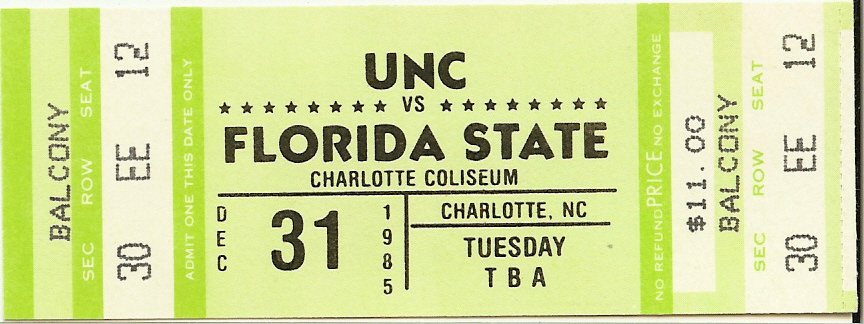 BALCONY
SEC ROW SEAT
30 EE 12
ADMIT ONE THIS DATE ONLY
UNC
VS
FLORIDA STATE
CHARLOTTE COLISEUM
DEC 31 1985
CHARLOTTE, NC
TUESDAY
TBA
NO REFUND PRICE NO EXCHANGE
$11.00
BALCONY
SEC ROW SEAT
30 EE 12